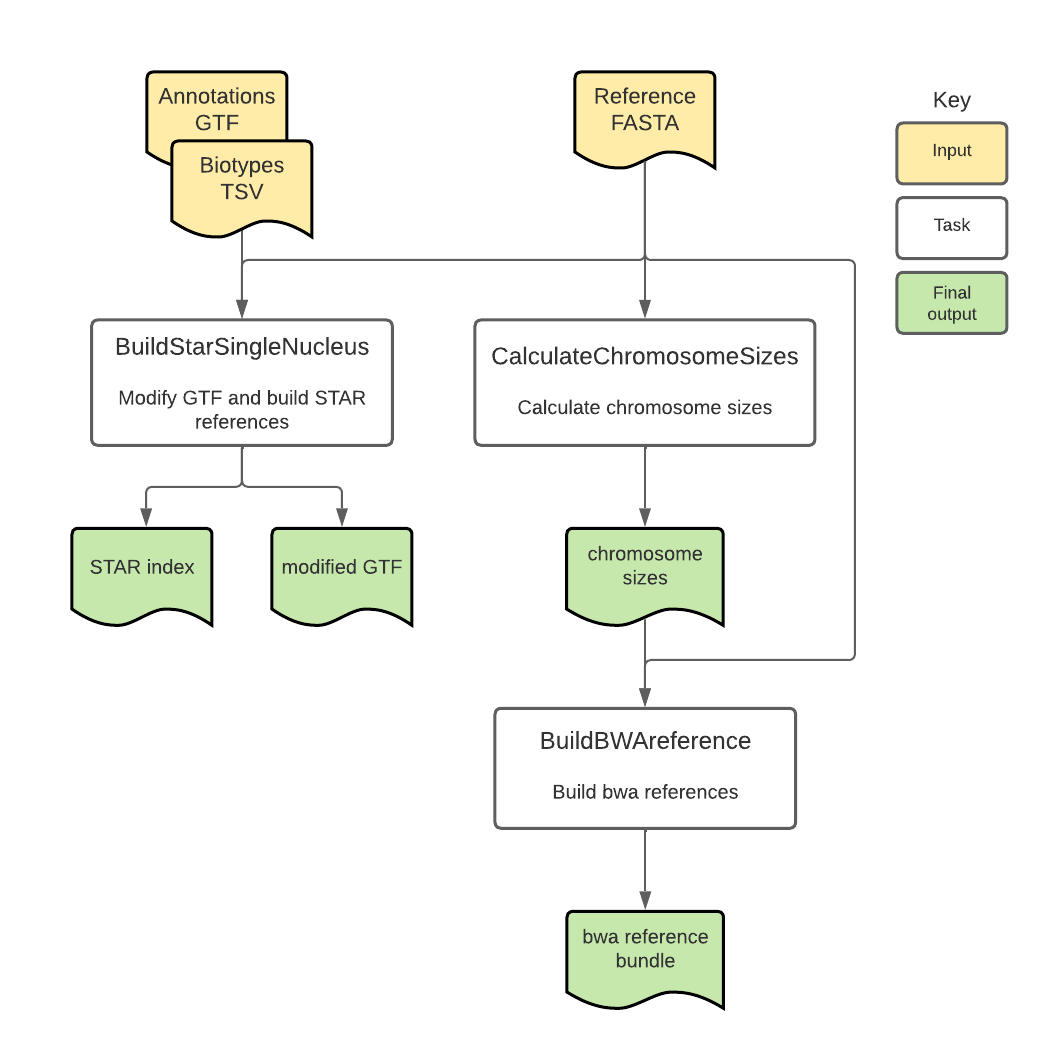 Annotations
GTF
Biotypes
TSV
Reference
FASTA
Key
Input
Task
Final
output
BuildStarSingleNucleus
Modify GTF and build STAR
references
CalculateChromosomeSizes
Calculate chromosome sizes
STAR index
modified GTF
chromosome
sizes
BuildBWAreference
Build bwa references
bwa reference
bundle